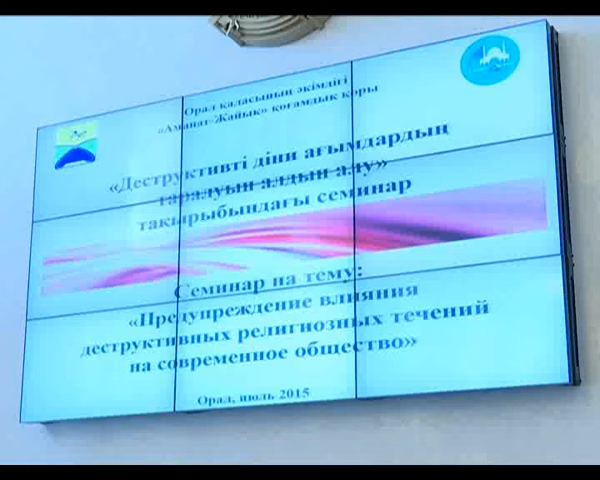 Орал қаласының әкімдігі
«Аманат-Жайық» қоғамдық қоры
«Деструктивті діни ағымдардың
таралуын алдын алу»
тақырыбындағы семинар
Семинар на тему:
«Предупреждение влияния
деструктивных религиозных течений
на современное общество»
Орал, июль 2015